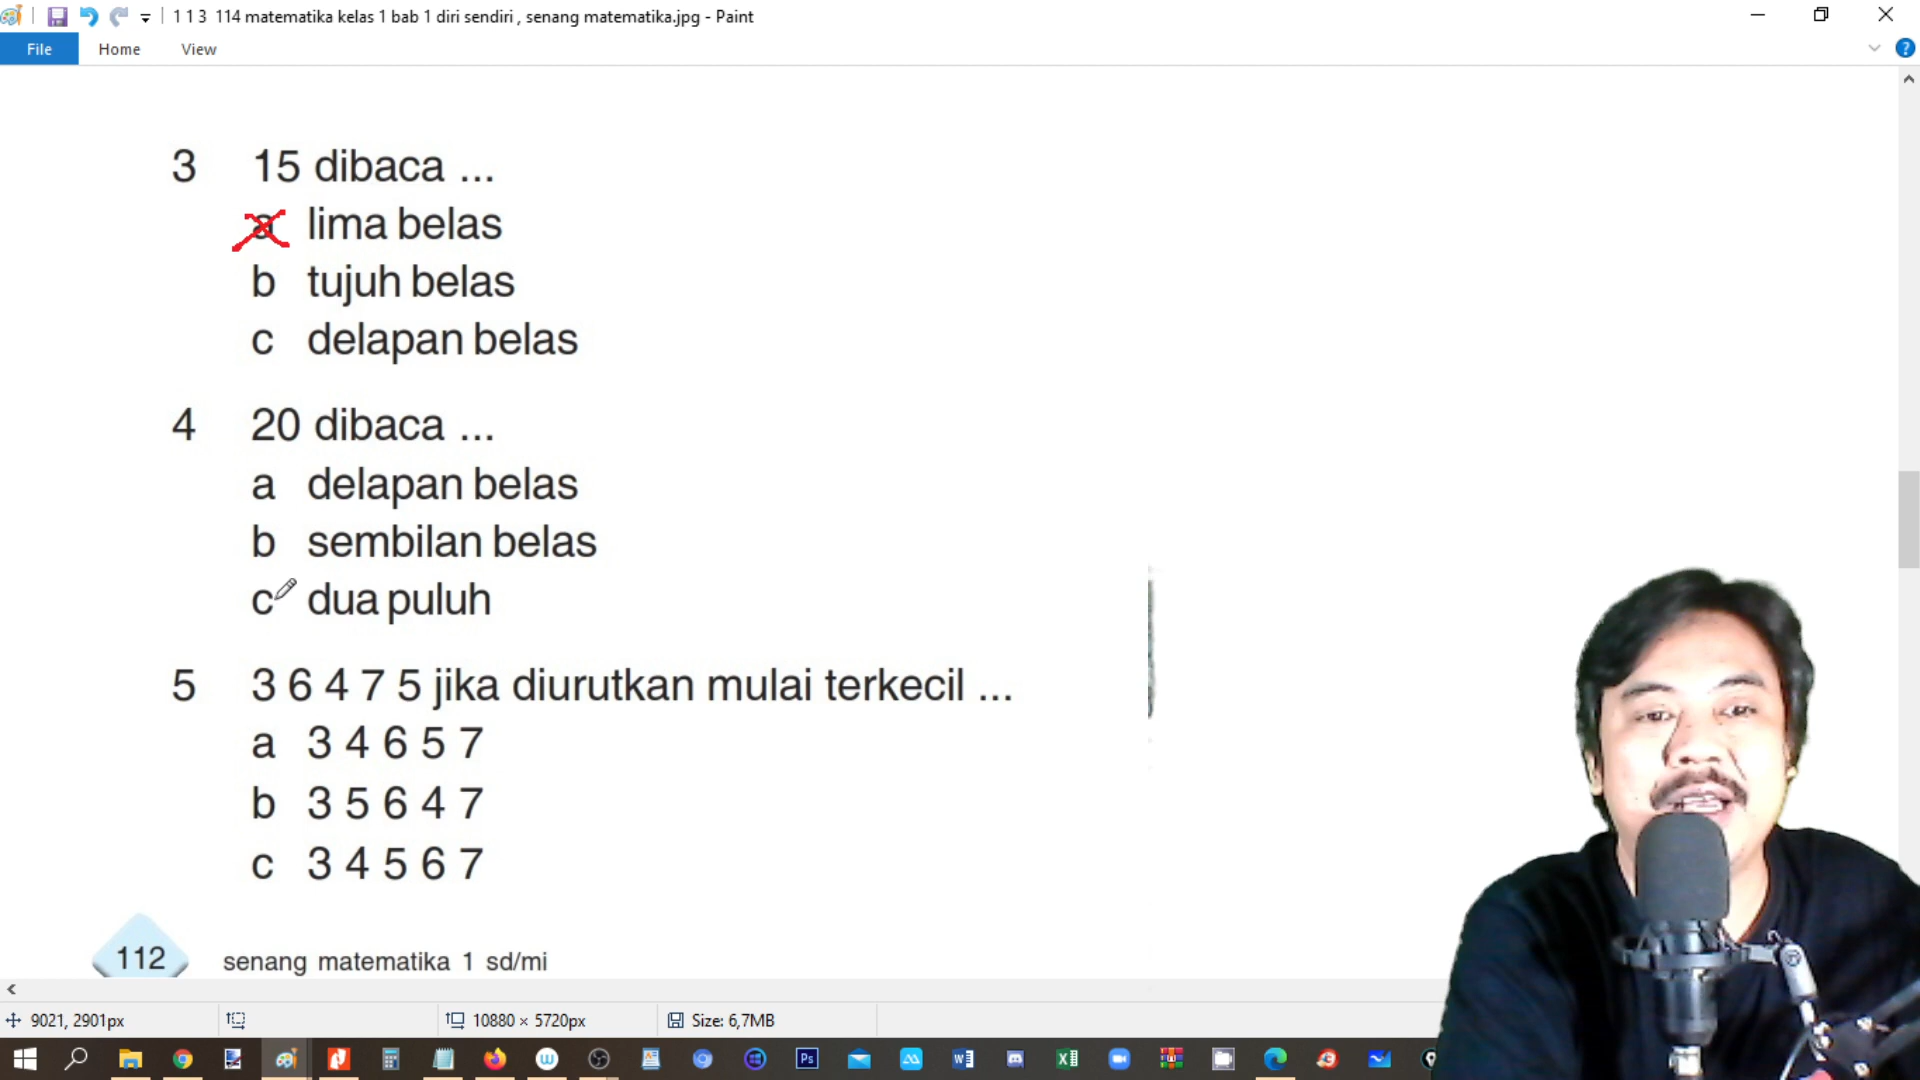 1 1 3  114 matematika kelas 1 bab 1 diri sendiri , senang matematika.jpg - Paint
File Home View
3 15 dibaca ...
a lima belas
b tujuh belas
c delapan belas
4 20 dibaca ...
a delapan belas
b sembilan belas
c dua puluh
5 3 6 4 7 5 jika diurutkan mulai terkecil ...
a 3 4 6 5 7
b 3 5 6 4 7
c 3 4 5 6 7
112 senang matematika 1 sd/mi
9021, 2901px 10880 × 5720px Size: 6,7MB